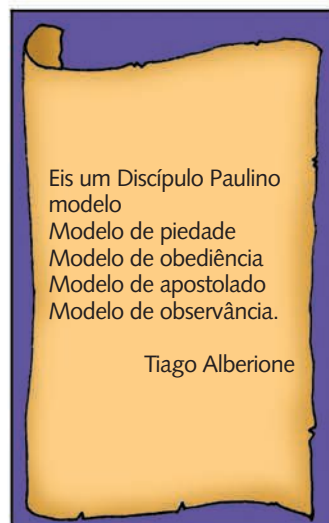 Eis um Discípulo Paulino
modelo
Modelo de piedade
Modelo de obediência
Modelo de apostolado
Modelo de observância.
Tiago Alberione